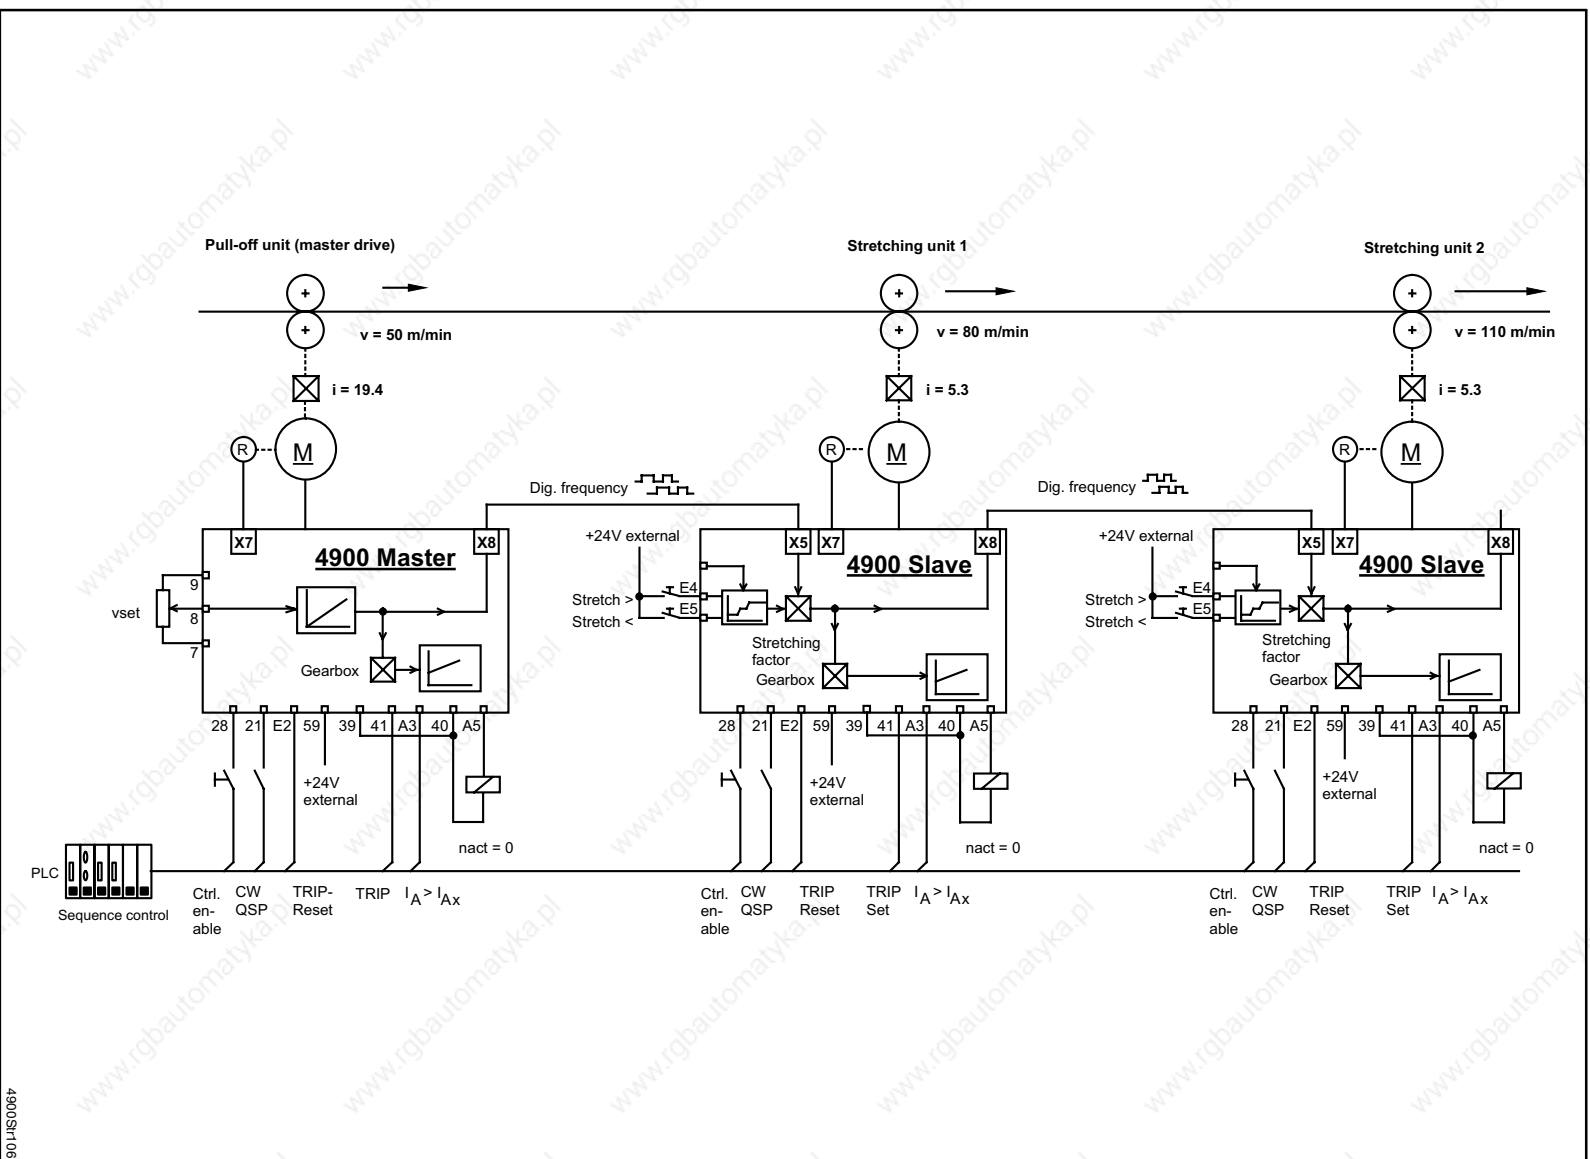 Pull-off unit (master drive)
Stretching unit 1
Stretching unit 2
v = 50 m/min
v = 80 m/min
v = 110 m/min
i = 19.4
i = 5.3
i = 5.3
R
M
R
M
R
M
Dig. frequency
Dig. frequency
+24V external
+24V external
X7
X8
4900 Master
X5
X7
X8
4900 Slave
X5
X7
X8
4900 Slave
vset
9
8
7
Gearbox
Stretch >
Stretch <
E4
E5
Stretching
factor
Gearbox
Stretch >
Stretch <
E4
E5
Stretching
factor
Gearbox
28 21 E2 59 39 41 A3 40 A5
28 21 E2 59 39 41 A3 40 A5
28 21 E2 59 39 41 A3 40 A5
+24V
external
+24V
external
+24V
external
nact = 0
nact = 0
nact = 0
PLC
Sequence control
Ctrl.
en-
able
CW
QSP
TRIP-
Reset
TRIP
IA > IAx
Ctrl.
en-
able
CW
QSP
TRIP
Reset
TRIP
Set
IA > IAx
Ctrl.
en-
able
CW
QSP
TRIP
Reset
TRIP
Set
IA > IAx
4900Str106
www.rgbautomatyka.pl